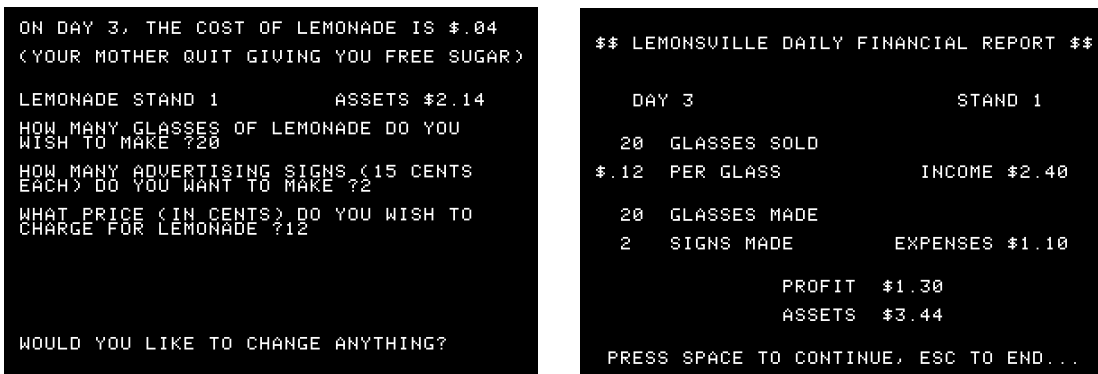 ON DAY 3, THE COST OF LEMONADE IS $.04
(YOUR MOTHER QUIT GIVING YOU FREE SUGAR)
LEMONADE STAND 1 ASSETS $2.14
HOW MANY GLASSES OF LEMONADE DO YOU
WISH TO MAKE ?20
HOW MANY ADVERTISING SIGNS (15 CENTS
EACH) DO YOU WANT TO MAKE ?2
WHAT PRICE (IN CENTS) DO YOU WISH TO
CHARGE FOR LEMONADE ?12
WOULD YOU LIKE TO CHANGE ANYTHING?
$$ LEMONSVILLE DAILY FINANCIAL REPORT $$
DAY 3 STAND 1
20 GLASSES SOLD
$.12 PER GLASS INCOME $2.40
20 GLASSES MADE
2 SIGNS MADE EXPENSES $1.10
PROFIT $1.30
ASSETS $3.44
PRESS SPACE TO CONTINUE, ESC TO END...